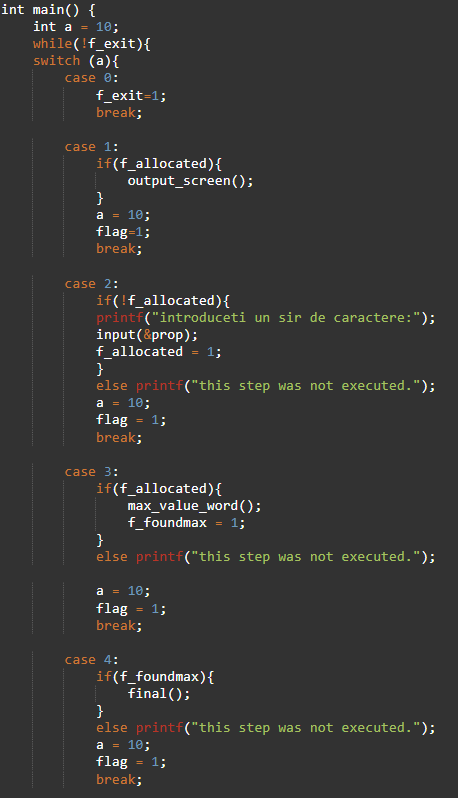 int main() {
    int a = 10;
    while(!f_exit){
    switch (a){
        case 0:
            f_exit=1;
            break;

        case 1:
            if(f_allocated){
                output_screen();
            }
            a = 10;
            flag=1;
            break;

        case 2:
            if(!f_allocated){
            printf("introduceti un sir de caractere:");
            input(&prop);
            f_allocated = 1;
            }
            else printf("this step was not executed.");
            a = 10;
            flag = 1;
            break;

        case 3:
            if(f_allocated){
                max_value_word();
                f_foundmax = 1;
            }
            else printf("this step was not executed.");

            a = 10;
            flag = 1;
            break;

        case 4:
            if(f_foundmax){
                final();
            }
            else printf("this step was not executed.");
            a = 10;
            flag = 1;
            break;